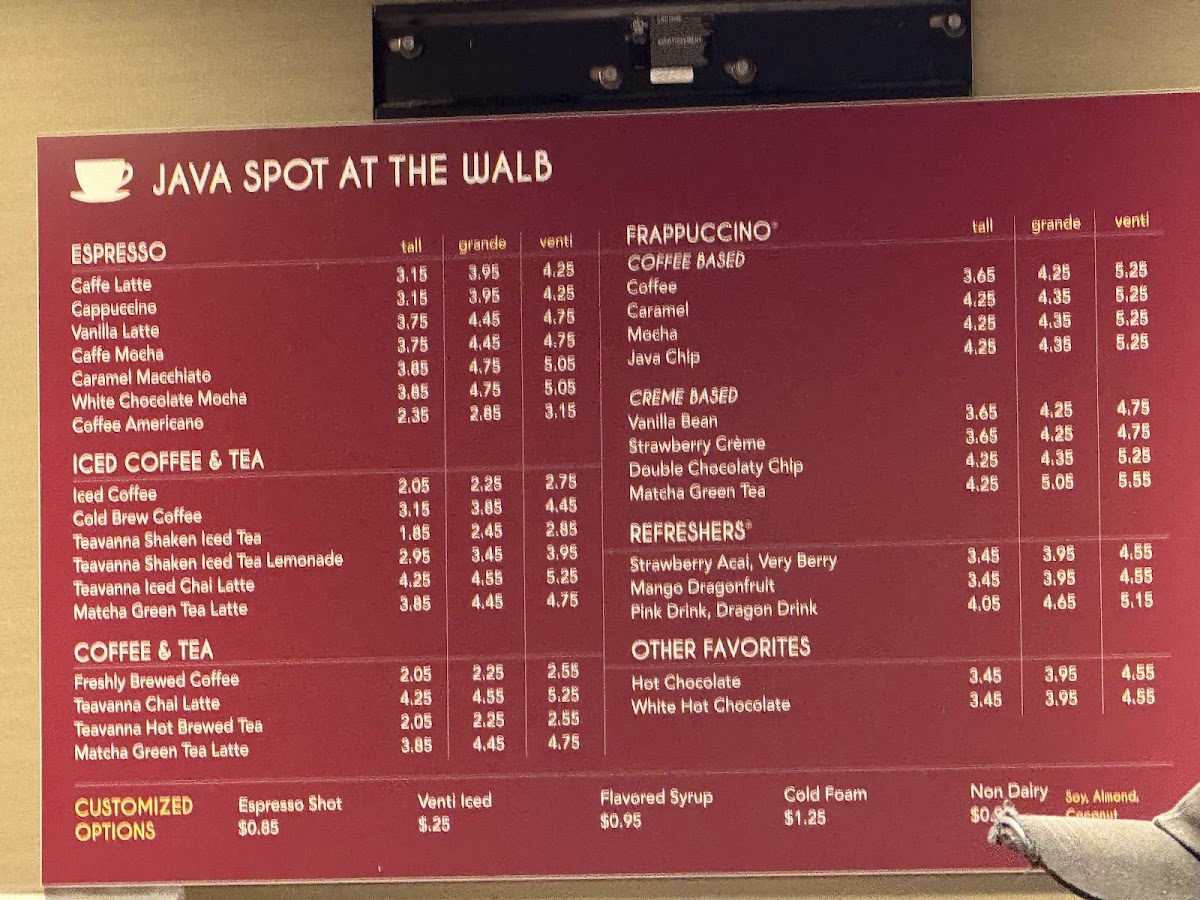 JAVA SPOT AT THE WALB
ESPRESSO tall grande venti
Caffe Latte 3.15 3.95 4.25
Cappuccino 3.15 3.95 4.25
Vanilla Latte 3.75 4.45 4.75
Caffe Mocha 3.75 4.45 4.75
Caramel Macchiato 3.85 4.75 5.05
White Chocolate Mocha 3.85 4.75 5.05
Coffee Americano 2.35 2.85 3.15
ICED COFFEE & TEA
Iced Coffee 2.05 2.25 2.75
Cold Brew Coffee 3.15 3.85 4.45
Teavanna Shaken Iced Tea 1.85 2.45 2.85
Teavanna Shaken Iced Tea Lemonade 2.95 3.45 3.95
Teavanna Iced Chai Latte 4.25 4.55 5.25
Matcha Green Tea Latte 3.85 4.45 4.75
COFFEE & TEA
Freshly Brewed Coffee 2.05 2.25 2.55
Teavanna Chai Latte 4.25 4.55 5.25
Teavanna Hot Brewed Tea 2.05 2.25 2.55
Matcha Green Tea Latte 3.85 4.45 4.75
FRAPPUCCINO® tall grande venti
COFFEE BASED
Coffee 3.65 4.25 5.25
Caramel 4.25 4.35 5.25
Mocha 4.25 4.35 5.25
Java Chip 4.25 4.35 5.25
CREME BASED
Vanilla Bean 3.65 4.25 4.75
Strawberry Crème 3.65 4.25 4.75
Double Chocolaty Chip 4.25 4.35 5.25
Matcha Green Tea 4.25 5.05 5.55
REFRESHERS®
Strawberry Acai, Very Berry 3.45 3.95 4.55
Mango Dragonfruit 3.45 3.95 4.55
Pink Drink, Dragon Drink 4.05 4.65 5.15
OTHER FAVORITES
Hot Chocolate 3.45 3.95 4.55
White Hot Chocolate 3.45 3.95 4.55
CUSTOMIZED OPTIONS
Espresso Shot
$0.85
Venti Iced
$.25
Flavored Syrup
$0.95
Cold Foam
$1.25
Non Dairy
Soy, Almond,
Coconut